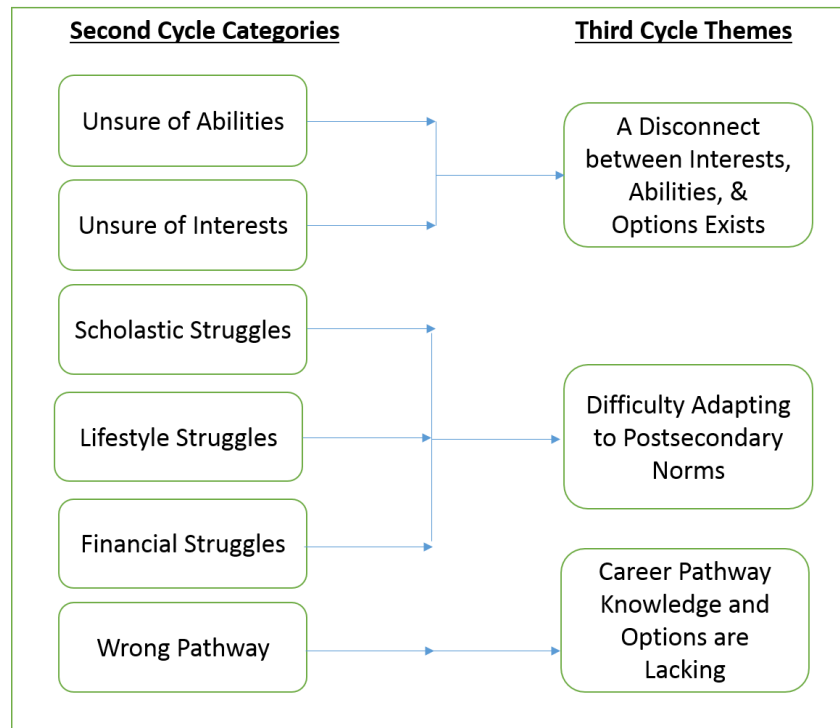 Second Cycle Categories
Third Cycle Themes
Unsure of Abilities
Unsure of Interests
A Disconnect
between Interests,
Abilities, &
Options Exists
Scholastic Struggles
Lifestyle Struggles
Financial Struggles
Difficulty Adapting
to Postsecondary
Norms
Wrong Pathway
Career Pathway
Knowledge and
Options are
Lacking